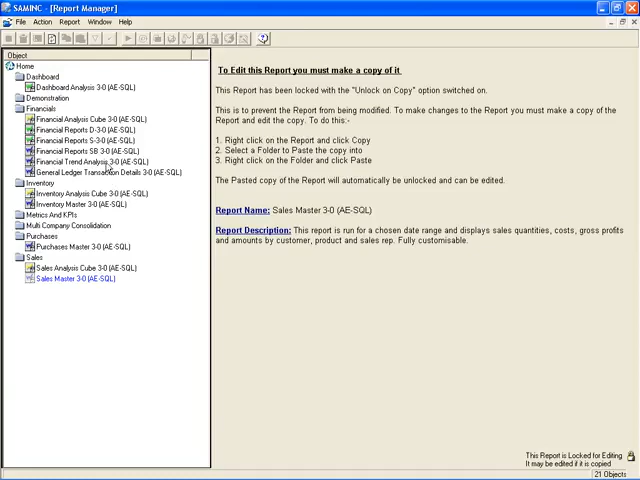 SAMINC - [Report Manager]
File Action Report Window Help
Object
Home
Dashboard
Dashboard Analysis 3-0 (AE-SQL)
Demonstration
Financials
Financial Analysis Cube 3-0 (AE-SQL)
Financial Reports D-3-0 (AE-SQL)
Financial Reports S-3-0 (AE-SQL)
Financial Reports SB 3-0 (AE-SQL)
Financial Trend Analysis 3-0 (AE-SQL)
General Ledger Transaction Details 3-0 (AE-SQL)
Inventory
Inventory Analysis Cube 3-0 (AE-SQL)
Inventory Master 3-0 (AE-SQL)
Metrics And KPIs
Multi Company Consolidation
Purchases
Purchases Master 3-0 (AE-SQL)
Sales
Sales Analysis Cube 3-0 (AE-SQL)
Sales Master 3-0 (AE-SQL)
To Edit this Report you must make a copy of it
This Report has been locked with the "Unlock on Copy" option switched on.
This is to prevent the Report from being modified. To make changes to the Report you must make a copy of the
Report and edit the copy. To do this:-
1. Right click on the Report and click Copy
2. Select a Folder to Paste the copy into
3. Right click on the Folder and click Paste
The Pasted copy of the Report will automatically be unlocked and can be edited.
Report Name: Sales Master 3-0 (AE-SQL)
Report Description: This report is run for a chosen date range and displays sales quantities, costs, gross profits
and amounts by customer, product and sales rep. Fully customisable.
This Report is Locked for Editing
It may be edited if it is copied
21 Objects